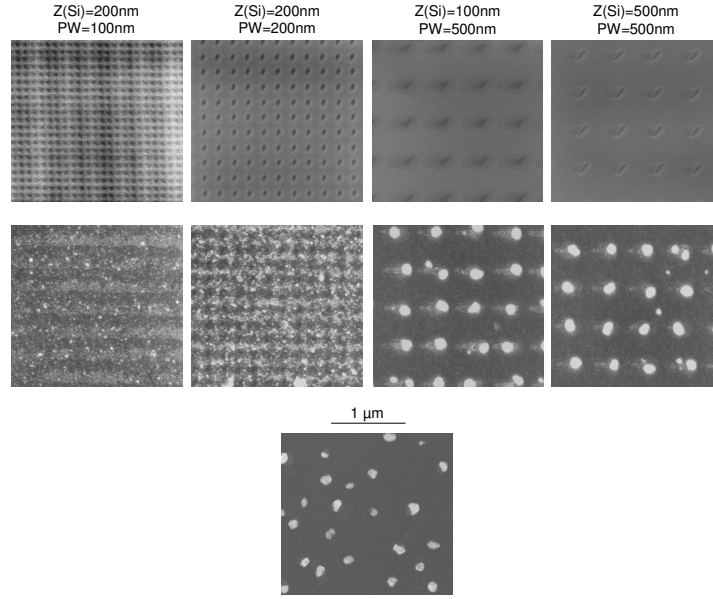 Z(Si)=200nm
PW=100nm
Z(Si)=200nm
PW=200nm
Z(Si)=100nm
PW=500nm
Z(Si)=500nm
PW=500nm
1 µm